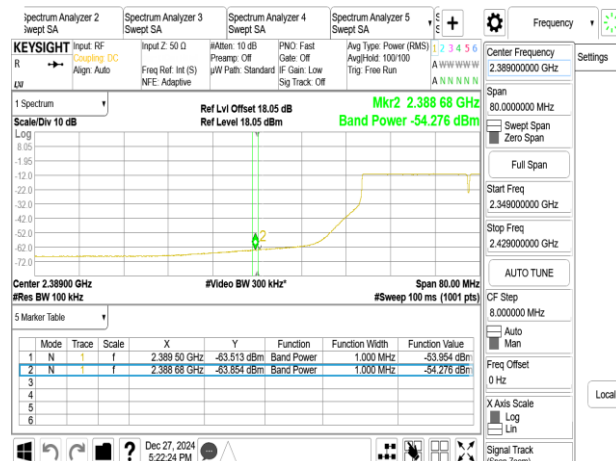 Spectrum Analyzer 2
Swept SA
Spectrum Analyzer 3
Swept SA
Spectrum Analyzer 4
Swept SA
Spectrum Analyzer 5
Swept SA
+
Frequency
KEYSIGHT
R
LXI
Input: RF
Coupling: DC
Align: Auto
Input Z: 50 Ω
Freq Ref: Int (S)
NFE: Adaptive
#Atten: 10 dB
Preamp: Off
µW Path: Standard
PNO: Fast
Gate: Off
IF Gain: Low
Sig Track: Off
Avg Type: Power (RMS)
Avg|Hold: 100/100
Trig: Free Run
1 2 3 4 5 6
A W W W W W
A N N N N N
1 Spectrum
Scale/Div 10 dB
Ref Lvl Offset 18.05 dB
Ref Level 18.05 dBm
Mkr2 2.388 68 GHz
Band Power -54.276 dBm
Log
8.05
-1.95
-12.0
-22.0
-32.0
-42.0
-52.0
-62.0
-72.0
2
Center 2.38900 GHz
#Res BW 100 kHz
#Video BW 300 kHz*
Span 80.00 MHz
#Sweep 100 ms (1001 pts)
5 Marker Table
Mode Trace Scale X Y Function Function Width Function Value
1 N 1 f 2.389 50 GHz -63.513 dBm Band Power 1.000 MHz -53.954 dBm
2 N 1 f 2.388 68 GHz -63.854 dBm Band Power 1.000 MHz -54.276 dBm
3
4
5
6
?
Dec 27, 2024
5:22:24 PM
Center Frequency
2.389000000 GHz
Span
80.0000000 MHz
Swept Span
Zero Span
Full Span
Start Freq
2.349000000 GHz
Stop Freq
2.429000000 GHz
AUTO TUNE
CF Step
8.000000 MHz
Auto
Man
Freq Offset
0 Hz
X Axis Scale
Log
Lin
Signal Track
(Span Zoom)
Settings
Local